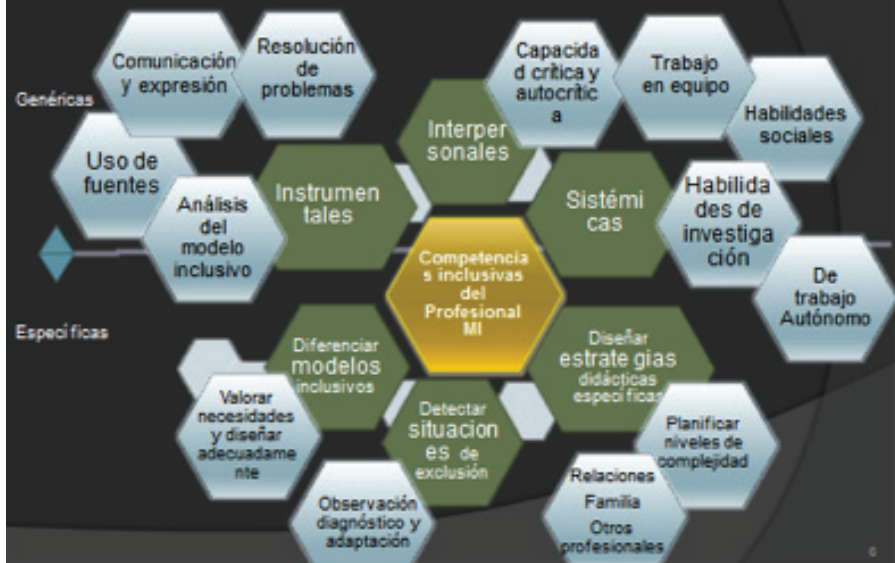 Genéricas
Comunicación
y expresión
Resolución
de
problemas
Uso de
fuentes
Análisis
del
modelo
inclusivo
Instrumen
tales
Interper
sonales
Capacida
d crítica y
autocrític
a
Trabajo
en equipo
Habilidades
sociales
Sistémi
cas
Habilida
des de
investiga
ción
De
trabajo
Autónomo
Competencia
s inclusivas
del
Profesional
MI
Específicas
Diferenciar
modelos
inclusivos
Valorar
necesidades
y diseñar
adecuadame
nte
Detectar
situacion
es de
exclusión
Observación
diagnóstico y
adaptación
Diseñar
estrate gias
didácticas
específicas
Planificar
niveles de
complejidad
Relaciones
Familia
Otros
profesionales
6